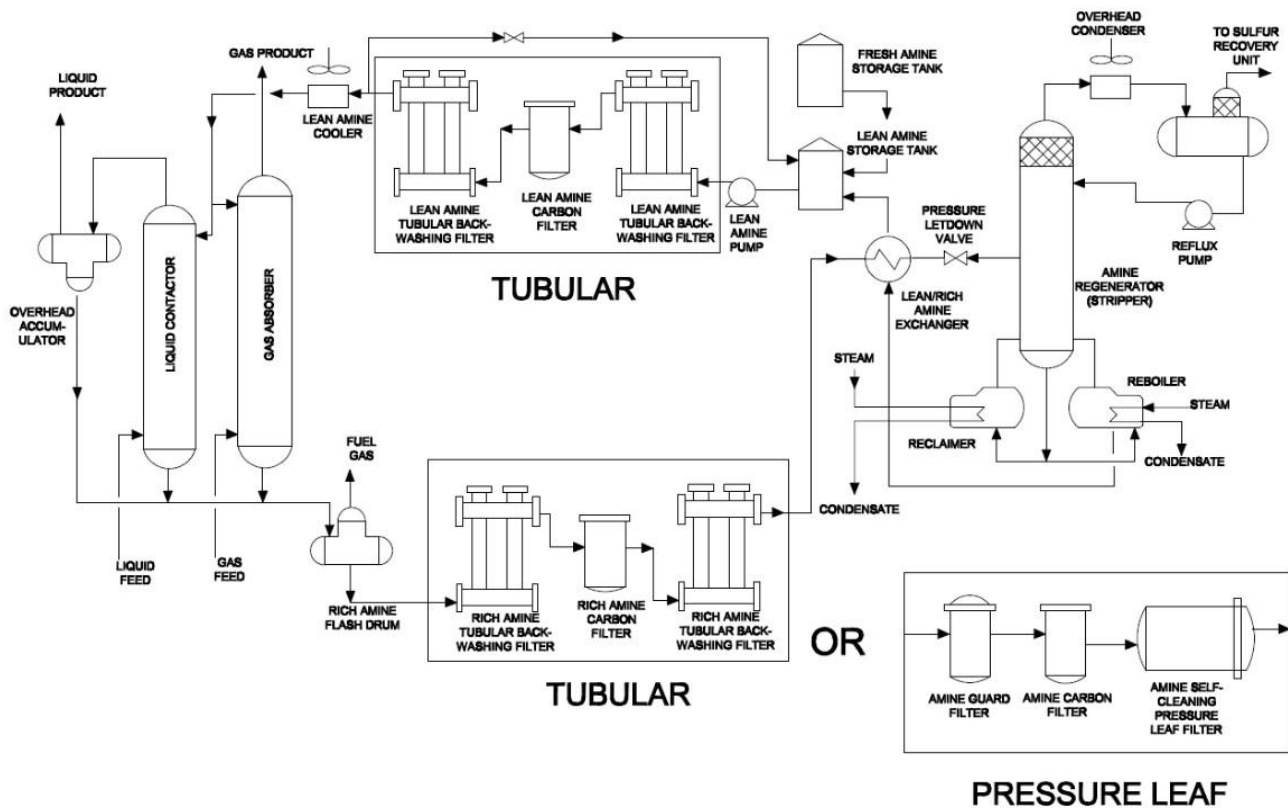 GAS PRODUCT
LIQUID
PRODUCT
LEAN AMINE
COOLER
LEAN AMINE
TUBULAR BACK-
WASHING FILTER
LEAN AMINE
CARBON
FILTER
LEAN AMINE
TUBULAR BACK-
WASHING FILTER
TUBULAR
FRESH AMINE
STORAGE TANK
LEAN AMINE
STORAGE TANK
LEAN
AMINE
PUMP
OVERHEAD
CONDENSER
TO SULFUR
RECOVERY
UNIT
PRESSURE
LETDOWN
VALVE
REFLUX
PUMP
AMINE
REGENERATOR
(STRIPPER)
LEAN/RICH
AMINE
EXCHANGER
OVERHEAD
ACCUM-
ULATOR
LIQUID CONTACTOR
GAS ABSORBER
STEAM
REBOILER
STEAM
RECLAIMER
CONDENSATE
CONDENSATE
FUEL
GAS
LIQUID
FEED
GAS
FEED
RICH AMINE
FLASH DRUM
RICH AMINE
TUBULAR BACK-
WASHING FILTER
RICH AMINE
CARBON
FILTER
RICH AMINE
TUBULAR BACK-
WASHING FILTER
TUBULAR
OR
AMINE GUARD
FILTER
AMINE CARBON
FILTER
AMINE SELF-
CLEANING
PRESSURE
LEAF FILTER
PRESSURE LEAF